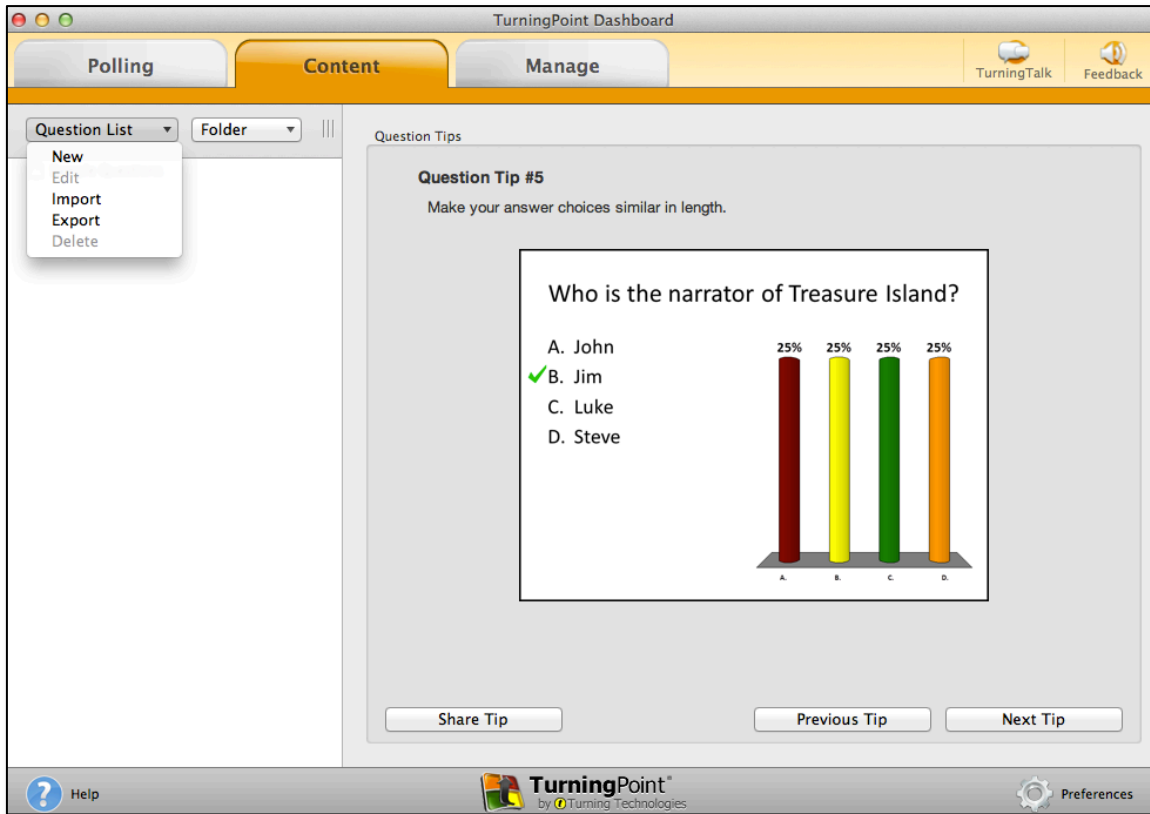 TurningPoint Dashboard
Polling
Content
Manage
TurningTalk
Feedback
Question List
Folder
New
Edit
Import
Export
Delete
Question Tips
Question Tip #5
Make your answer choices similar in length.
Who is the narrator of Treasure Island?
A. John
B. Jim
C. Luke
D. Steve
25% 25% 25% 25%
A. B. C. D.
Share Tip
Previous Tip
Next Tip
? Help
TurningPoint®
by Turning Technologies
Preferences